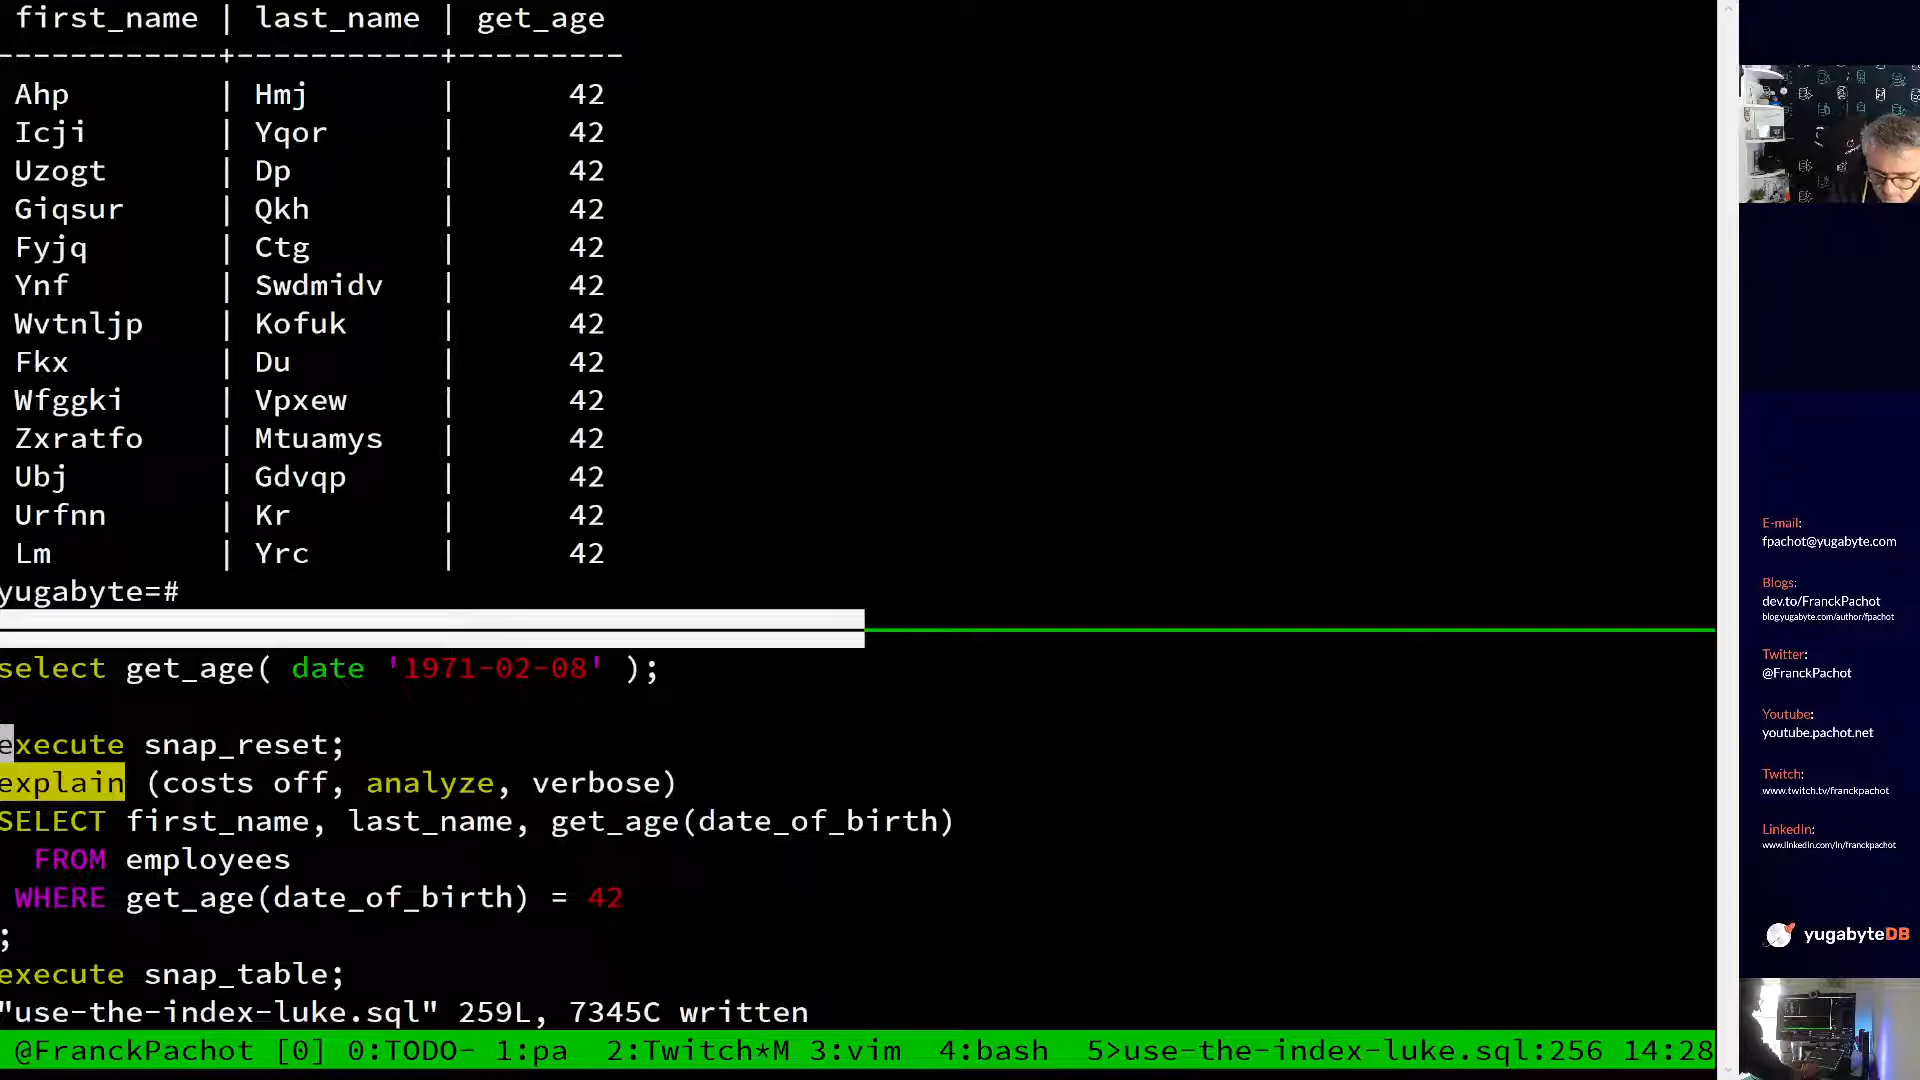 first_name | last_name | get_age
------------+-----------+---------
Ahp | Hmj | 42
Icji | Yqor | 42
Uzogt | Dp | 42
Giqsur | Qkh | 42
Fyjq | Ctg | 42
Ynf | Swdmidv | 42
Wvtnljp | Kofuk | 42
Fkx | Du | 42
Wfggki | Vpxew | 42
Zxratfo | Mtuamys | 42
Ubj | Gdvqp | 42
Urfnn | Kr | 42
Lm | Yrc | 42
yugabyte=#
select get_age( date '1971-02-08' );
execute snap_reset;
explain (costs off, analyze, verbose)
SELECT first_name, last_name, get_age(date_of_birth)
FROM employees
WHERE get_age(date_of_birth) = 42
;
execute snap_table;
"use-the-index-luke.sql" 259L, 7345C written
@FranckPachot [0] 0:TODO- 1:pa 2:Twitch*M 3:vim 4:bash 5>use-the-index-luke.sql:256 14:28
E-mail:
fpachot@yugabyte.com
Blogs:
dev.to/FranckPachot
blog.yugabyte.com/author/fpachot
Twitter:
@FranckPachot
Youtube:
youtube.pachot.net
Twitch:
www.twitch.tv/franckpachot
LinkedIn:
www.linkedin.com/in/franckpachot
yugabyteDB